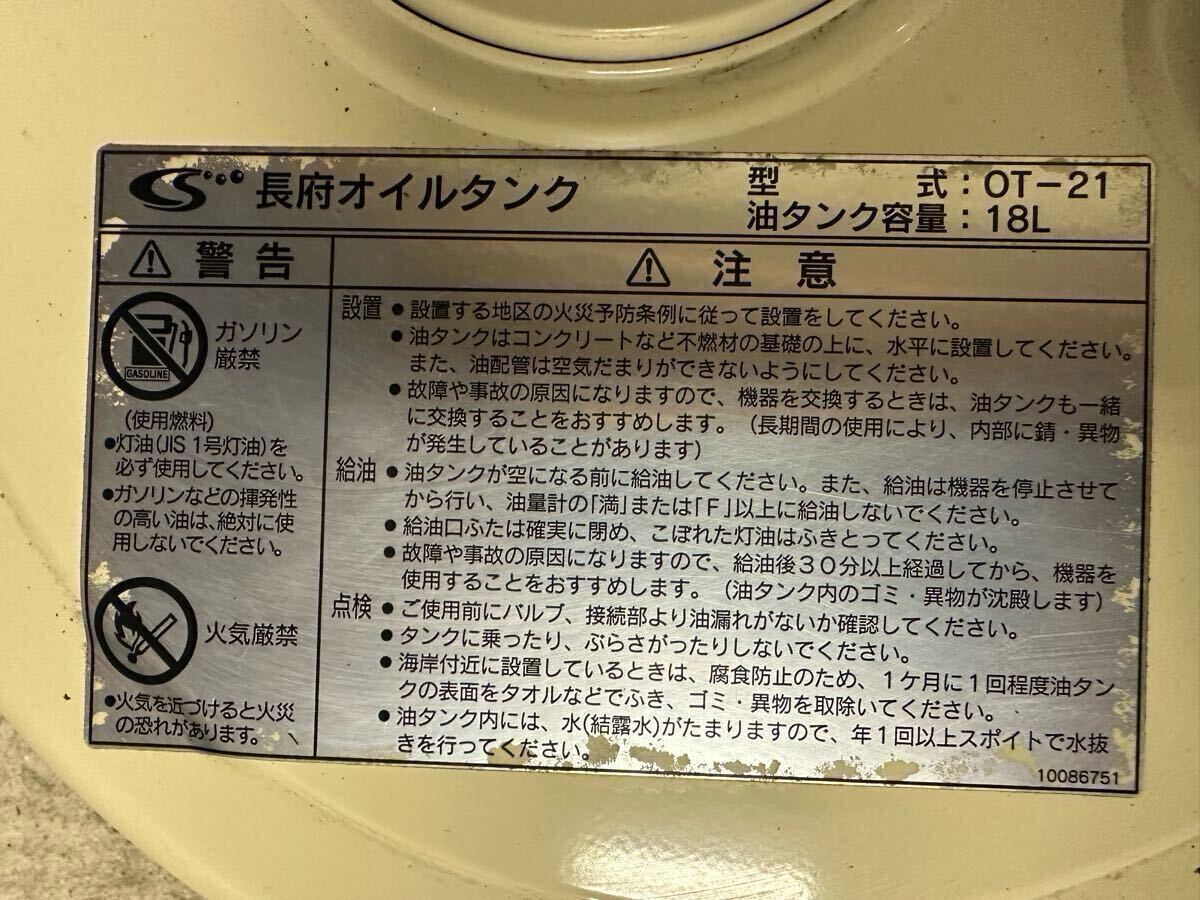 長府オイルタンク
型 式：OT-21
油タンク容量：18L
⚠警告
GASOLINE
ガソリン
厳禁
(使用燃料)
●灯油(JIS 1号灯油)を
必ず使用してください。
●ガソリンなどの揮発性
の高い油は、絶対に使
用しないでください。
火気厳禁
●火気を近づけると火災
の恐れがあります。
⚠注意
設置 ●設置する地区の火災予防条例に従って設置をしてください。
●油タンクはコンクリートなど不燃材の基礎の上に、水平に設置してください。
また、油配管は空気だまりができないようにしてください。
●故障や事故の原因になりますので、機器を交換するときは、油タンクも一緒
に交換することをおすすめします。（長期間の使用により、内部に錆・異物
が発生していることがあります）
給油 ●油タンクが空になる前に給油してください。また、給油は機器を停止させて
から行い、油量計の「満」または「F」以上に給油しないでください。
●給油口ふたは確実に閉め、こぼれた灯油はふきとってください。
●故障や事故の原因になりますので、給油後30分以上経過してから、機器を
使用することをおすすめします。（油タンク内のゴミ・異物が沈殿します）
点検 ●ご使用前にバルブ、接続部より油漏れがないか確認してください。
●タンクに乗ったり、ぶらさがったりしないでください。
●海岸付近に設置しているときは、腐食防止のため、1ケ月に1回程度油タン
クの表面をタオルなどでふき、ゴミ・異物を取除いてください。
●油タンク内には、水(結露水)がたまりますので、年1回以上スポイトで水抜
きを行ってください。
10086751